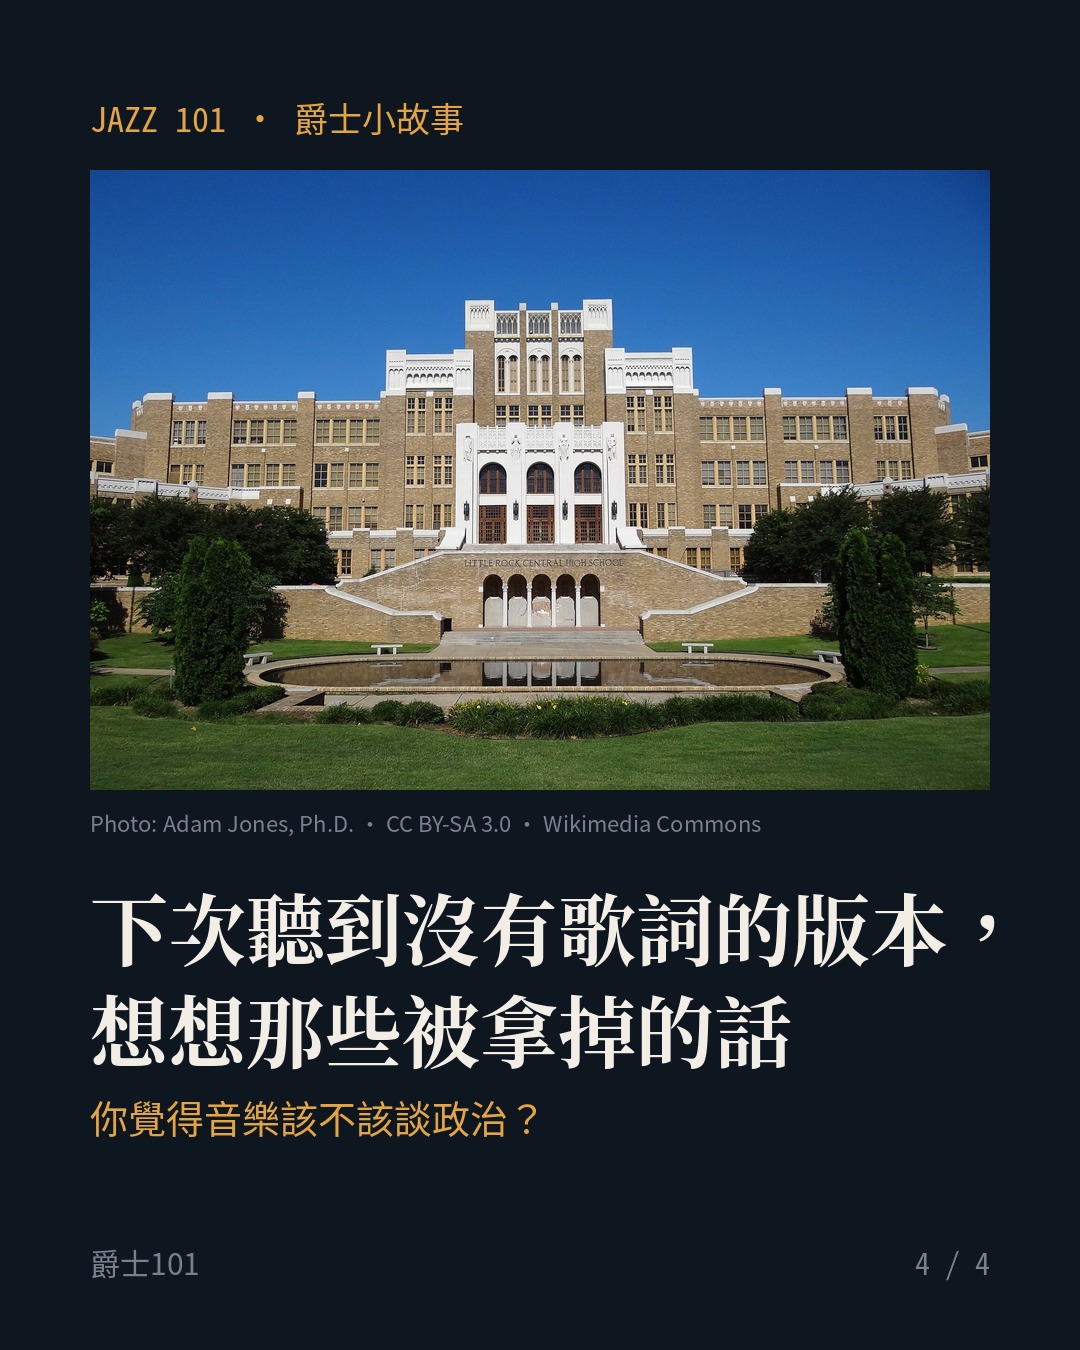 JAZZ 101 · 爵士小故事
LITTLE ROCK CENTRAL HIGH SCHOOL
Photo: Adam Jones, Ph.D. · CC BY-SA 3.0 · Wikimedia Commons
下次聽到沒有歌詞的版本，
想想那些被拿掉的話
你覺得音樂該不該談政治？
爵士101
4 / 4